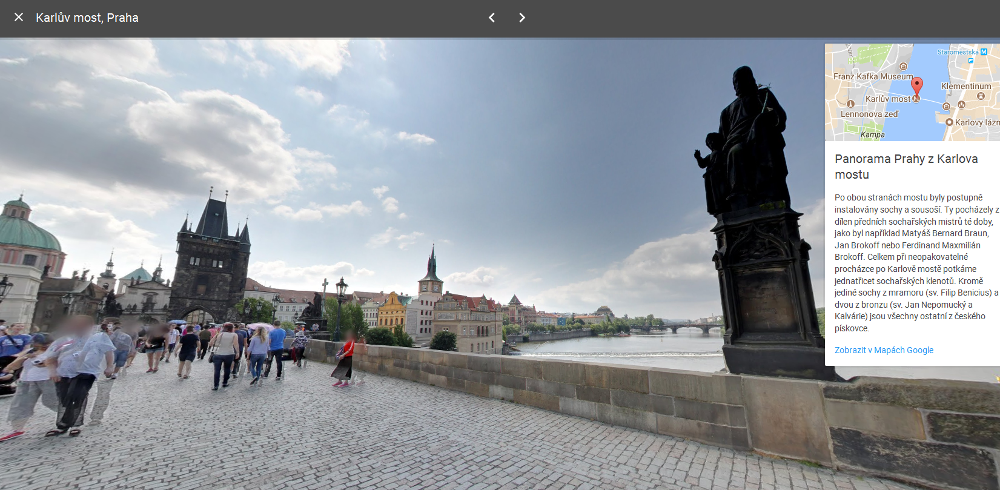 Karlův most, Praha
Staroměstská M
Franz Kafka Museum
Klementinum
Karlův most
Lennonova zeď
Karlovy lázn
Kampa
Panorama Prahy z Karlova
mostu
Po obou stranách mostu byly postupně
instalovány sochy a sousoší. Ty pocházely z
dílen předních sochařských mistrů té doby,
jako byl například Matyáš Bernard Braun,
Jan Brokoff nebo Ferdinand Maxmilián
Brokoff. Celkem při neopakovatelné
procházce po Karlově mostě potkáme
jednatřicet sochařských klenotů. Kromě
jediné sochy z mramoru (sv. Filip Benicius) a
dvou z bronzu (sv. Jan Nepomucký a
Kalvárie) jsou všechny ostatní z českého
pískovce.
Zobrazit v Mapách Google